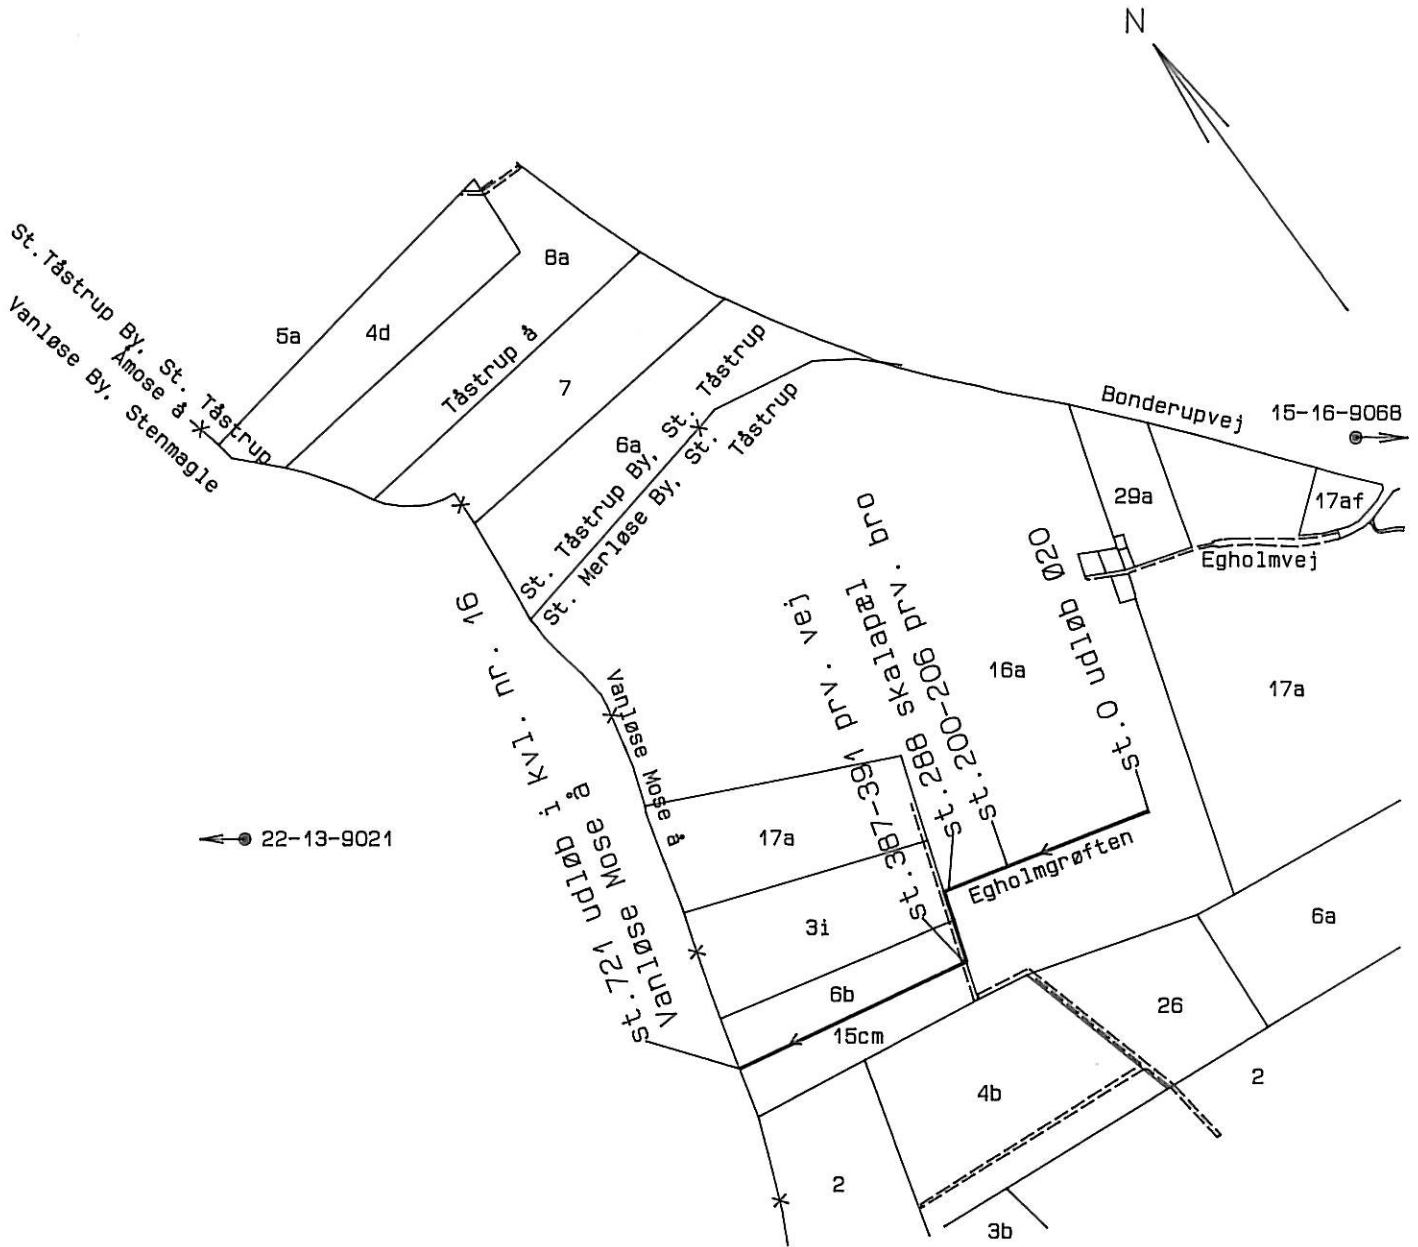 N
St. Tåstrup By, St. Tåstrup
Åmose å
Vanløse By, Stenmagle
5a
4d
8a
Tåstrup å
7
6a
St. Tåstrup By, St. Tåstrup
St. Merløse By, St. Tåstrup
Bonderupvej
15-16-9068
29a
17af
Egholmvej
16a
17a
st.0 udløb Ø20
st.200-206 prv. bro
st.288 skalapæl
st.387-391 prv. vej
Vanløse Mose å
st.721 udløb i kvl. nr. 16
Vanløse Mose å
22-13-9021
17a
Egholmgrøften
3i
6b
15cm
6a
26
2
4b
2
3b